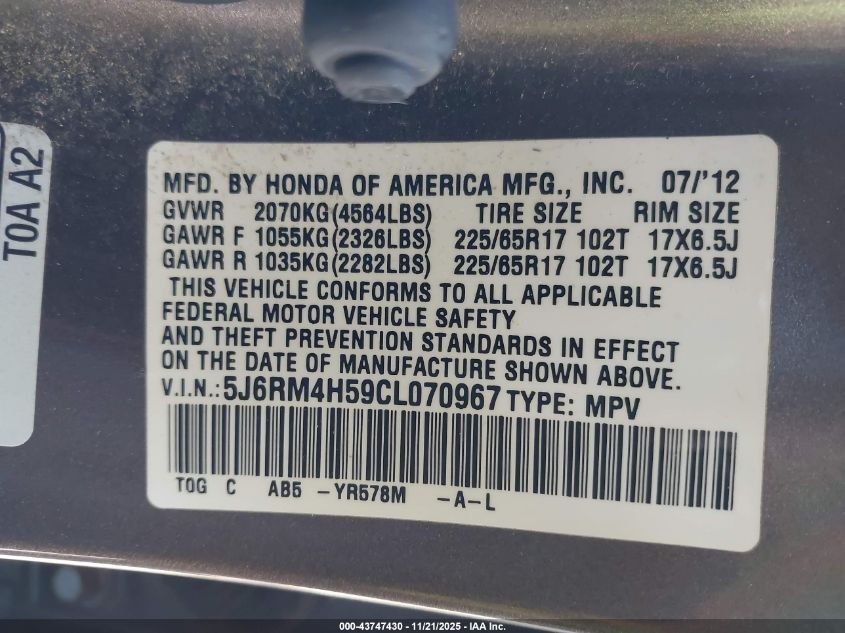 T0A A2
MFD. BY HONDA OF AMERICA MFG., INC. 07/'12
GVWR 2070KG(4564LBS) TIRE SIZE RIM SIZE
GAWR F 1055KG(2326LBS) 225/65R17 102T 17X6.5J
GAWR R 1035KG(2282LBS) 225/65R17 102T 17X6.5J
THIS VEHICLE CONFORMS TO ALL APPLICABLE
FEDERAL MOTOR VEHICLE SAFETY
AND THEFT PREVENTION STANDARDS IN EFFECT
ON THE DATE OF MANUFACTURE SHOWN ABOVE.
V.I.N.: 5J6RM4H59CL070967 TYPE: MPV
T0G C AB5 -YR578M -A-L
000-43747430 - 11/21/2025 - IAA Inc.